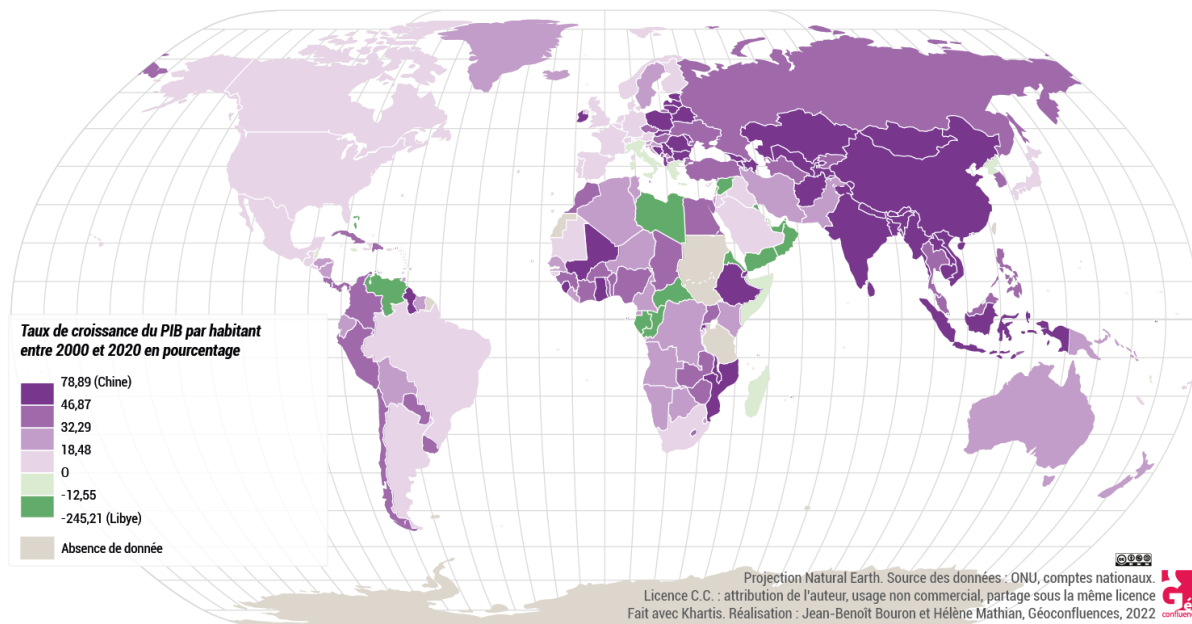 Taux de croissance du PIB par habitant
entre 2000 et 2020 en pourcentage
78,89 (Chine)
46,87
32,29
18,48
0
-12,55
-245,21 (Libye)
Absence de donnée
Projection Natural Earth. Source des données : ONU, comptes nationaux.
Licence C.C. : attribution de l'auteur, usage non commercial, partage sous la même licence
Fait avec Khartis. Réalisation : Jean-Benoît Bouron et Hélène Mathian, Géoconfluences, 2022
Gé
confluenc